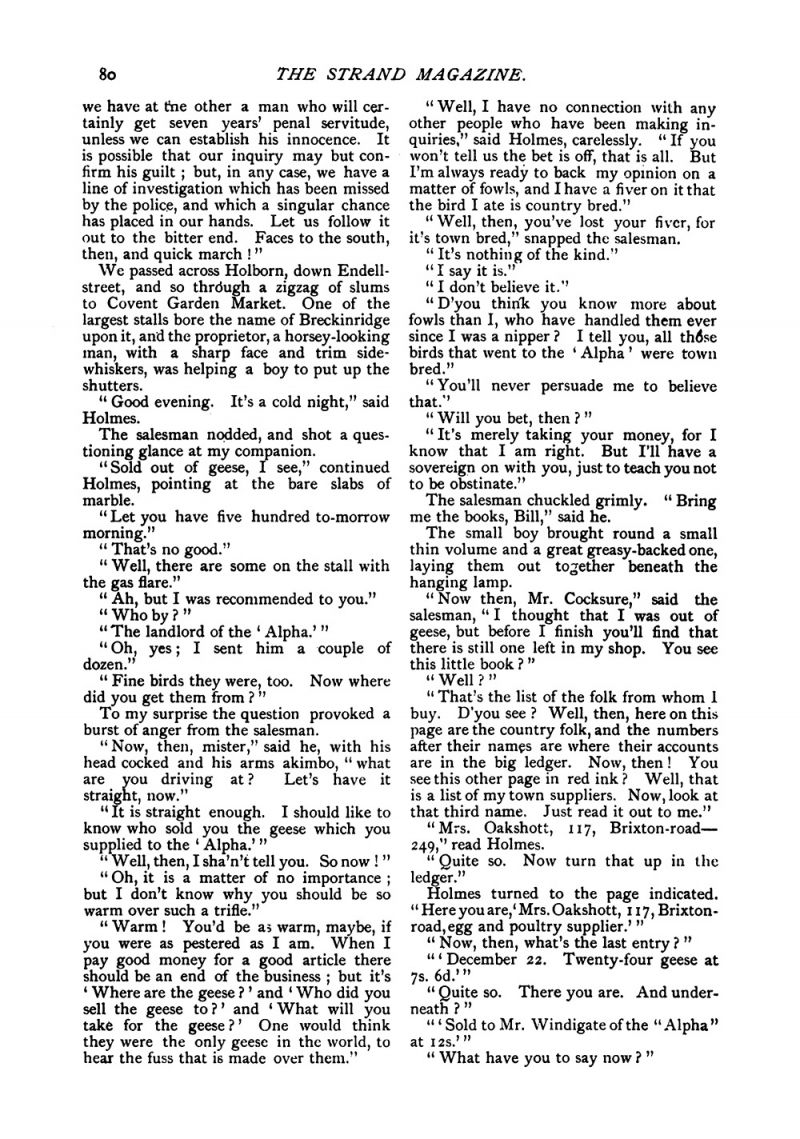 80
THE STRAND MAGAZINE.
we have at the other a man who will cer-
tainly get seven years' penal servitude,
unless we can establish his innocence. It
is possible that our inquiry may but con-
firm his guilt ; but, in any case, we have a
line of investigation which has been missed
by the police, and which a singular chance
has placed in our hands. Let us follow it
out to the bitter end. Faces to the south,
then, and quick march ! "
We passed across Holborn, down Endell-
street, and so through a zigzag of slums
to Covent Garden Market. One of the
largest stalls bore the name of Breckinridge
upon it, and the proprietor, a horsey-looking
man, with a sharp face and trim side-
whiskers, was helping a boy to put up the
shutters.
" Good evening. It's a cold night," said
Holmes.
The salesman nodded, and shot a ques-
tioning glance at my companion.
" Sold out of geese, I see," continued
Holmes, pointing at the bare slabs of
marble.
" Let you have five hundred to-morrow
morning."
" That's no good."
" Well, there are some on the stall with
the gas flare."
" Ah, but I was recommended to you."
" Who by ? "
" The landlord of the ' Alpha.' "
" Oh, yes ; I sent him a couple of
dozen."
" Fine birds they were, too. Now where
did you get them from ? "
To my surprise the question provoked a
burst of anger from the salesman.
" Now, then, mister," said he, with his
head cocked and his arms akimbo, " what
are you driving at ? Let's have it
straight, now."
" It is straight enough. I should like to
know who sold you the geese which you
supplied to the ' Alpha.' "
" Well, then, I sha'n't tell you. So now ! "
" Oh, it is a matter of no importance ;
but I don't know why you should be so
warm over such a trifle."
" Warm ! You'd be as warm, maybe, if
you were as pestered as I am. When I
pay good money for a good article there
should be an end of the business ; but it's
' Where are the geese ? ' and ' Who did you
sell the geese to ? ' and ' What will you
take for the geese ? ' One would think
they were the only geese in the world, to
hear the fuss that is made over them."
" Well, I have no connection with any
other people who have been making in-
quiries," said Holmes, carelessly. " If you
won't tell us the bet is off, that is all. But
I'm always ready to back my opinion on a
matter of fowls, and I have a fiver on it that
the bird I ate is country bred."
" Well, then, you've lost your fiver, for
it's town bred," snapped the salesman.
" It's nothing of the kind."
" I say it is."
" I don't believe it."
" D'you think you know more about
fowls than I, who have handled them ever
since I was a nipper ? I tell you, all those
birds that went to the ' Alpha ' were town
bred."
" You'll never persuade me to believe
that."
" Will you bet, then ? "
" It's merely taking your money, for I
know that I am right. But I'll have a
sovereign on with you, just to teach you not
to be obstinate."
The salesman chuckled grimly. " Bring
me the books, Bill," said he.
The small boy brought round a small
thin volume and a great greasy-backed one,
laying them out together beneath the
hanging lamp.
" Now then, Mr. Cocksure," said the
salesman, " I thought that I was out of
geese, but before I finish you'll find that
there is still one left in my shop. You see
this little book ? "
" Well ? "
" That's the list of the folk from whom I
buy. D'you see ? Well, then, here on this
page are the country folk, and the numbers
after their names are where their accounts
are in the big ledger. Now, then ! You
see this other page in red ink ? Well, that
is a list of my town suppliers. Now, look at
that third name. Just read it out to me."
" Mrs. Oakshott, 117, Brixton-road—
249," read Holmes.
" Quite so. Now turn that up in the
ledger."
Holmes turned to the page indicated.
" Here you are, ' Mrs. Oakshott, 117, Brixton-
road, egg and poultry supplier.' "
" Now, then, what's the last entry ? "
" ' December 22. Twenty-four geese at
7s. 6d.' "
" Quite so. There you are. And under-
neath ? "
" ' Sold to Mr. Windigate of the " Alpha "
at 12s.' "
" What have you to say now ? "